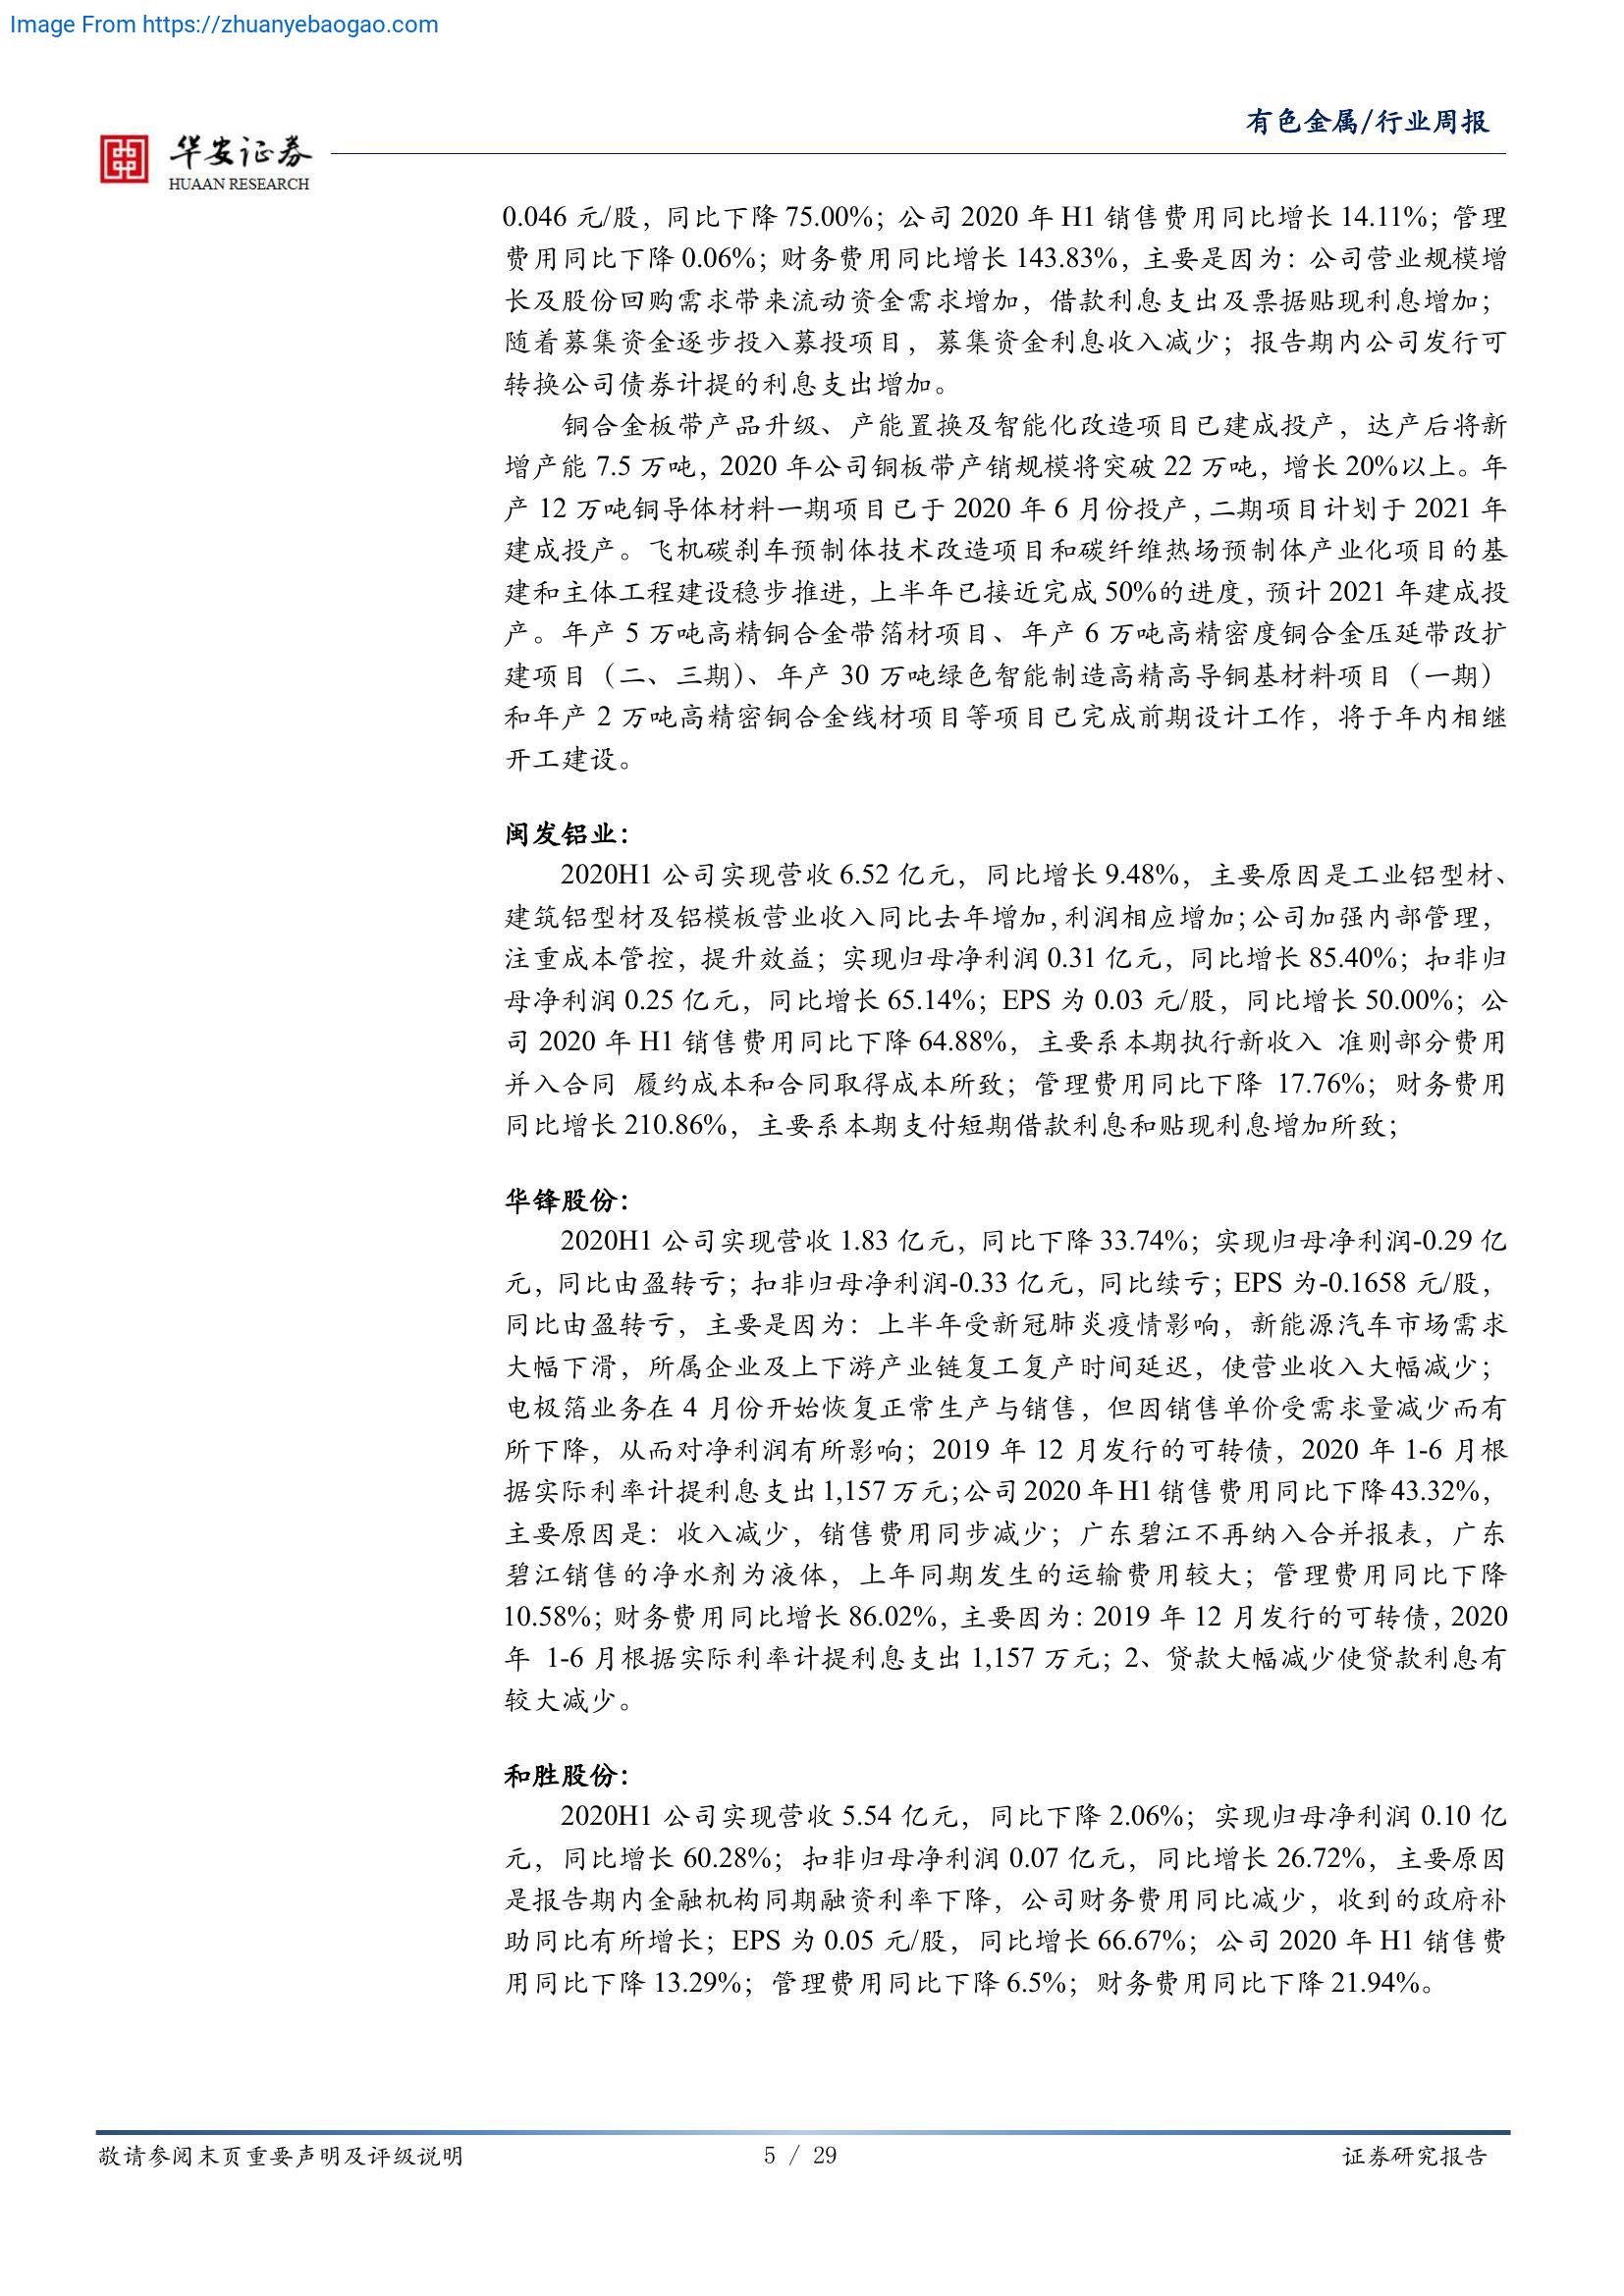 Image From https://zhuanyebaogao.com
有色金属/行业周报
华安证券
HUAAN RESEARCH
0.046 元/股，同比下降 75.00%；公司 2020 年 H1 销售费用同比增长 14.11%；管理
费用同比下降 0.06%；财务费用同比增长 143.83%，主要是因为：公司营业规模增
长及股份回购需求带来流动资金需求增加，借款利息支出及票据贴现利息增加；
随着募集资金逐步投入募投项目，募集资金利息收入减少；报告期内公司发行可
转换公司债券计提的利息支出增加。
铜合金板带产品升级、产能置换及智能化改造项目已建成投产，达产后将新
增产能 7.5 万吨，2020 年公司铜板带产销规模将突破 22 万吨，增长 20%以上。年
产 12 万吨铜导体材料一期项目已于 2020 年 6 月份投产，二期项目计划于 2021 年
建成投产。飞机碳刹车预制体技术改造项目和碳纤维热场预制体产业化项目的基
建和主体工程建设稳步推进，上半年已接近完成 50%的进度，预计 2021 年建成投
产。年产 5 万吨高精铜合金带箔材项目、年产 6 万吨高精密度铜合金压延带改扩
建项目（二、三期）、年产 30 万吨绿色智能制造高精高导铜基材料项目（一期）
和年产 2 万吨高精密铜合金线材项目等项目已完成前期设计工作，将于年内相继
开工建设。
闽发铝业：
2020H1 公司实现营收 6.52 亿元，同比增长 9.48%，主要原因是工业铝型材、
建筑铝型材及铝模板营业收入同比去年增加，利润相应增加；公司加强内部管理，
注重成本管控，提升效益；实现归母净利润 0.31 亿元，同比增长 85.40%；扣非归
母净利润 0.25 亿元，同比增长 65.14%；EPS 为 0.03 元/股，同比增长 50.00%；公
司 2020 年 H1 销售费用同比下降 64.88%，主要系本期执行新收入 准则部分费用
并入合同 履约成本和合同取得成本所致；管理费用同比下降 17.76%；财务费用
同比增长 210.86%，主要系本期支付短期借款利息和贴现利息增加所致；
华锋股份：
2020H1 公司实现营收 1.83 亿元，同比下降 33.74%；实现归母净利润-0.29 亿
元，同比由盈转亏；扣非归母净利润-0.33 亿元，同比续亏；EPS 为-0.1658 元/股，
同比由盈转亏，主要是因为：上半年受新冠肺炎疫情影响，新能源汽车市场需求
大幅下滑，所属企业及上下游产业链复工复产时间延迟，使营业收入大幅减少；
电极箔业务在 4 月份开始恢复正常生产与销售，但因销售单价受需求量减少而有
所下降，从而对净利润有所影响；2019 年 12 月发行的可转债，2020 年 1-6 月根
据实际利率计提利息支出 1,157 万元；公司 2020 年 H1 销售费用同比下降 43.32%，
主要原因是：收入减少，销售费用同步减少；广东碧江不再纳入合并报表，广东
碧江销售的净水剂为液体，上年同期发生的运输费用较大；管理费用同比下降
10.58%；财务费用同比增长 86.02%，主要因为：2019 年 12 月发行的可转债，2020
年 1-6 月根据实际利率计提利息支出 1,157 万元；2、贷款大幅减少使贷款利息有
较大减少。
和胜股份：
2020H1 公司实现营收 5.54 亿元，同比下降 2.06%；实现归母净利润 0.10 亿
元，同比增长 60.28%；扣非归母净利润 0.07 亿元，同比增长 26.72%，主要原因
是报告期内金融机构同期融资利率下降，公司财务费用同比减少，收到的政府补
助同比有所增长；EPS 为 0.05 元/股，同比增长 66.67%；公司 2020 年 H1 销售费
用同比下降 13.29%；管理费用同比下降 6.5%；财务费用同比下降 21.94%。
敬请参阅末页重要声明及评级说明
5 / 29
证券研究报告